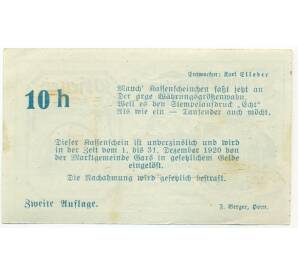 Entworfen: Karl Elleder
10 h
Manch' Kassenscheinchen faßt jetzt an
Der arge Währungsgrößenwahn
Weil es den Stempelaufdruck „Echt“
Als wie ein — Tausender auch möcht.
Dieser Kassenschein ist unverzinslich und wird
in der Zeit vom 1. bis 31. Dezember 1920 von
der Marktgemeinde Gars in gesetzlichem Gelde
eingelöst.
Die Nachahmung wird gesetzlich bestraft.
Zweite Auflage.
F. Berger, Horn.